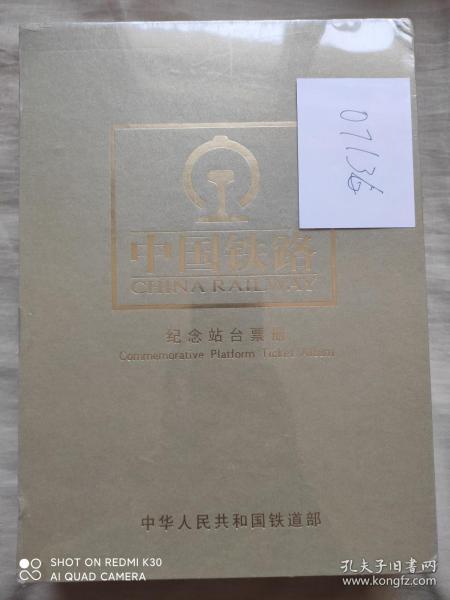 07136
中国铁路
CHINA RAILWAY
纪念站台票册
Commemorative Platform Ticket Album
中华人民共和国铁道部
SHOT ON REDMI K30
AI QUAD CAMERA
孔夫子旧书网
www.kongfz.com